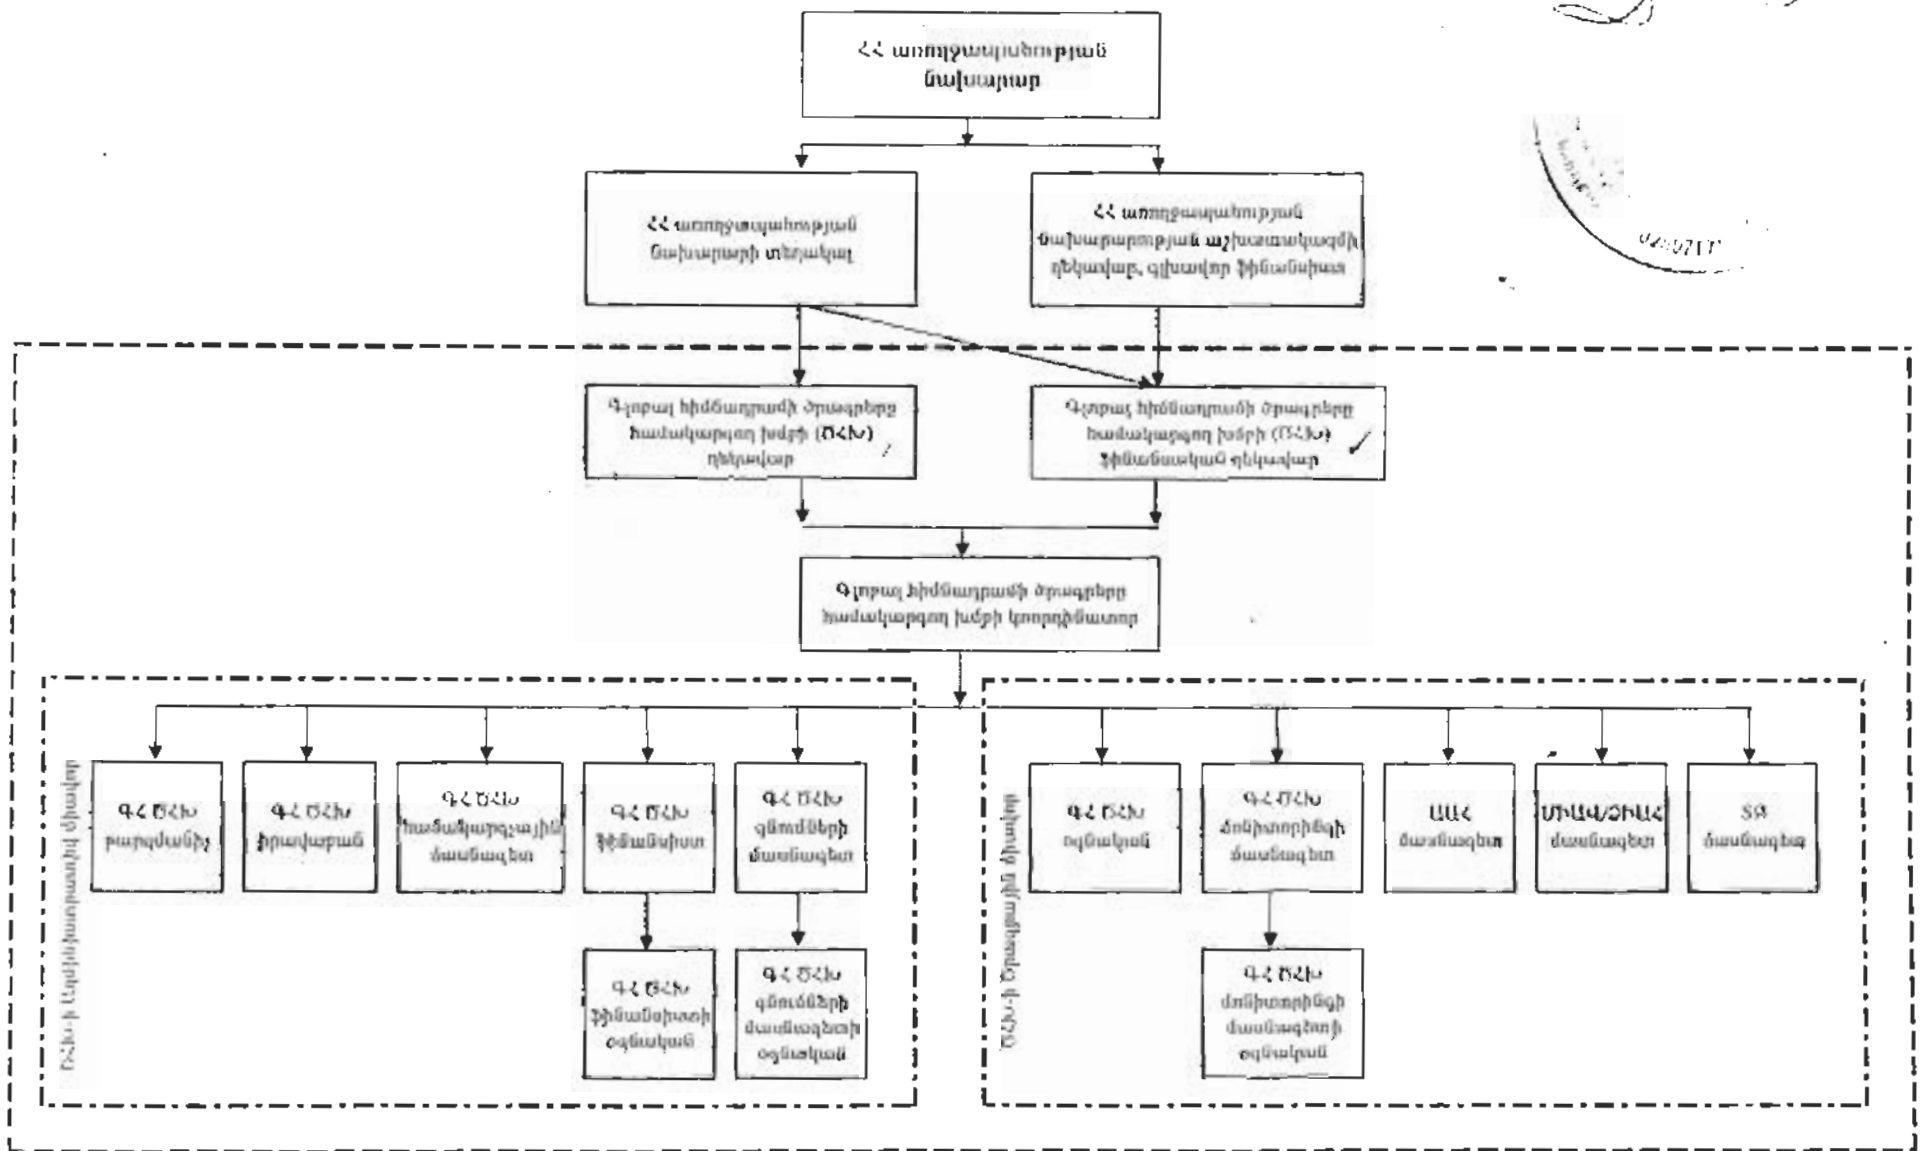 ՀՀ առողջապահության
նախարար
ՀՀ առողջապահության
նախարարի տեղակալ
ՀՀ առողջապահության
նախարարության աշխատակազմի
ղեկավար, գլխավոր ֆինանսիստ
Գլոբալ հիմնադրամի ծրագրերը
համակարգող խմբի (ԾՀԽ)
ղեկավար
Գլոբալ հիմնադրամի ծրագրերը
համակարգող խմբի (ԾՀԽ)
ֆինանսական ղեկավար
Գլոբալ հիմնադրամի ծրագրերը
համակարգող խմբի կոորդինատոր
ԾՀԽ-ի Ադմինիստրատիվ միավոր
ԳՀ ԾՀԽ
թարգմանիչ
ԳՀ ԾՀԽ
իրավաբան
ԳՀ ԾՀԽ
համակարգչային
մասնագետ
ԳՀ ԾՀԽ
ֆինանսիստ
ԳՀ ԾՀԽ
գնումների
մասնագետ
ԳՀ ԾՀԽ
ֆինանսիստի
օգնական
ԳՀ ԾՀԽ
գնումների
մասնագետի
օգնական
ԳՀ ԾՀԽ
օգնական
ԳՀ ԾՀԽ
մոնիտորինգի
մասնագետ
ԱԱՀ
մասնագետ
ՄԻԱՎ/ՁԻԱՀ
մասնագետ
ՏԲ
մասնագետ
ԳՀ ԾՀԽ
մոնիտորինգի
մասնագետի
օգնական